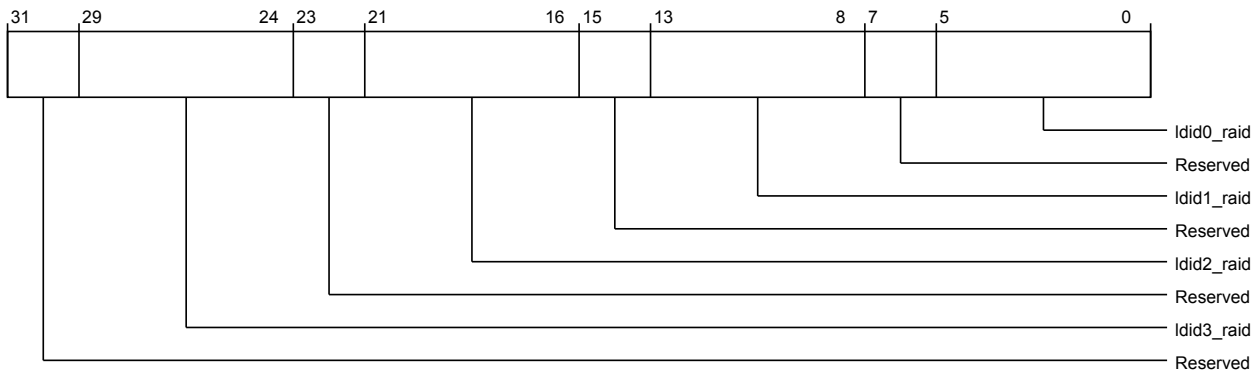 31 29 24 23 21 16 15 13 8 7 5 0
ldid0_raid
Reserved
ldid1_raid
Reserved
ldid2_raid
Reserved
ldid3_raid
Reserved